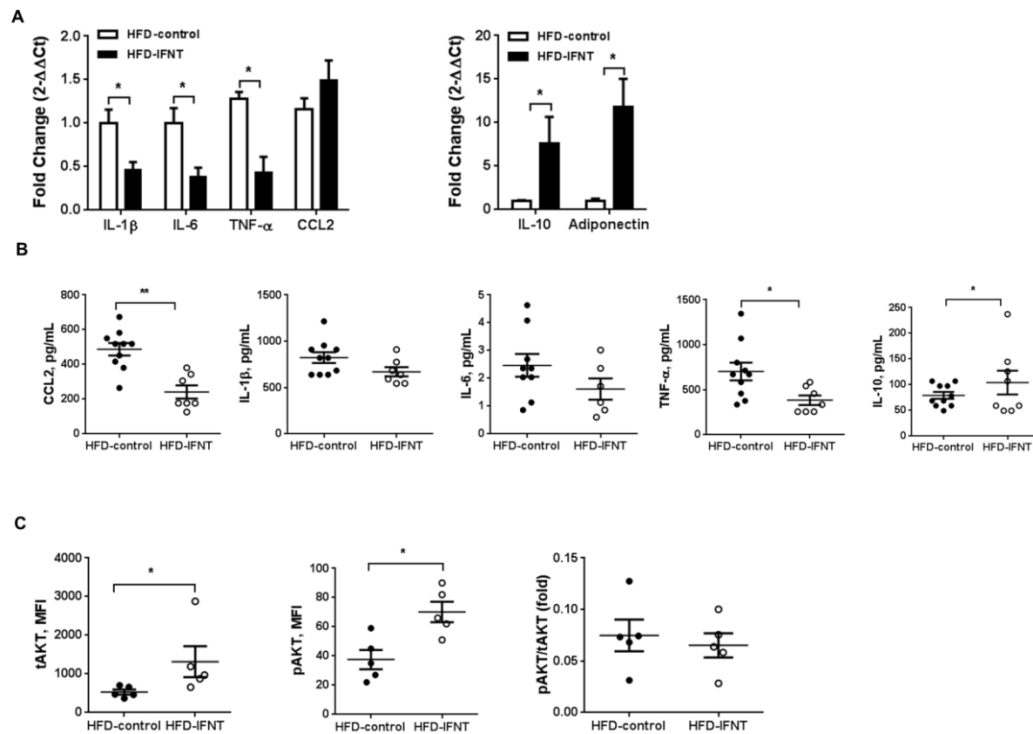 A
HFD-control
HFD-IFNT
Fold Change (2-ΔΔCt)
2.0
1.5
1.0
0.5
0.0
*
*
*
IL-1β IL-6 TNF-α CCL2
HFD-control
HFD-IFNT
Fold Change (2-ΔΔCt)
20
15
10
5
0
*
*
IL-10 Adiponectin
B
CCL2, pg/mL
800
600
400
200
0
**
HFD-control HFD-IFNT
IL-1β, pg/mL
1500
1000
500
0
HFD-control HFD-IFNT
IL-6, pg/mL
5
4
3
2
1
0
HFD-control HFD-IFNT
TNF-α, pg/mL
1500
1000
500
0
*
HFD-control HFD-IFNT
IL-10, pg/mL
250
200
150
100
50
0
*
HFD-control HFD-IFNT
C
tAKT, MFI
4000
3000
2000
1000
0
*
HFD-control HFD-IFNT
pAKT, MFI
100
80
60
40
20
0
*
HFD-control HFD-IFNT
pAKT/tAKT (fold)
0.15
0.10
0.05
0.00
HFD-control HFD-IFNT